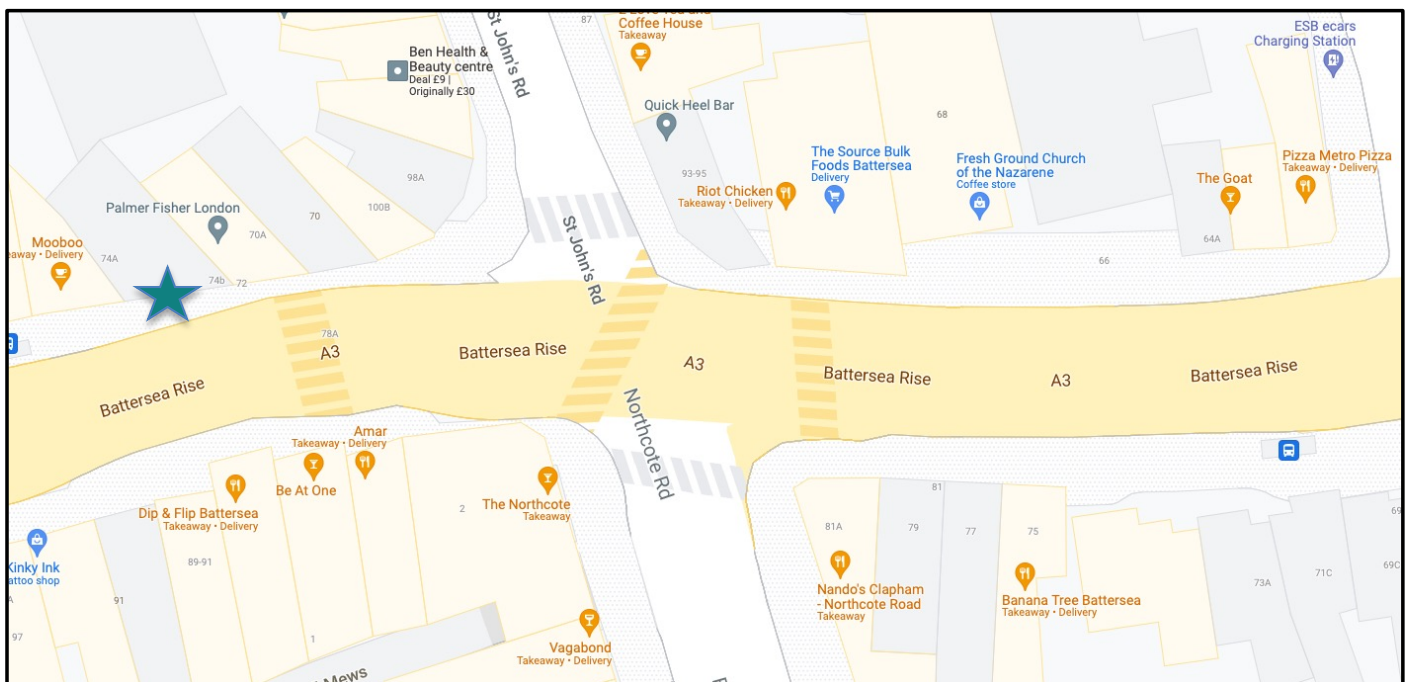 87
Coffee House
Takeaway
ESB ecars
Charging Station
St John's Rd
Ben Health &
Beauty centre
Deal £9 |
Originally £30
Quick Heel Bar
68
The Source Bulk
Foods Battersea
Delivery
Fresh Ground Church
of the Nazarene
Coffee store
Pizza Metro Pizza
Takeaway • Delivery
The Goat
93-95
98A
Riot Chicken
Takeaway • Delivery
Palmer Fisher London
70
100B
70A
64A
66
Mooboo
eaway • Delivery
74A
74b
72
St John's Rd
78A
A3
Battersea Rise
A3
Battersea Rise
A3
Battersea Rise
Battersea Rise
Northcote Rd
Amar
Takeaway • Delivery
Be At One
The Northcote
Takeaway
2
Dip & Flip Battersea
Takeaway • Delivery
81
81A
79
77
75
69
Kinky Ink
attoo shop
89-91
91
97
1
Nando's Clapham
- Northcote Road
Takeaway
Banana Tree Battersea
Takeaway • Delivery
73A
71C
69C
Vagabond
Takeaway • Delivery
Mews